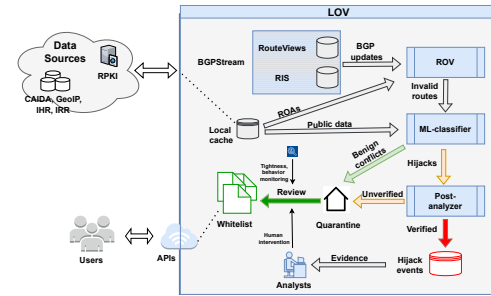 LOV
Data
Sources
RPKI
CAIDA, GeoIP,
IHR, IRR
BGPStream
RouteViews
RIS
BGP
updates
ROV
Invalid
routes
ROAs
Public data
Local
cache
ML-classifier
Tightness,
behavior
monitoring
Benign
conflicts
Hijacks
Review
Unverified
Post-
analyzer
Whitelist
Quarantine
Verified
Human
intervention
Users
APIs
Analysts
Evidence
Hijack
events